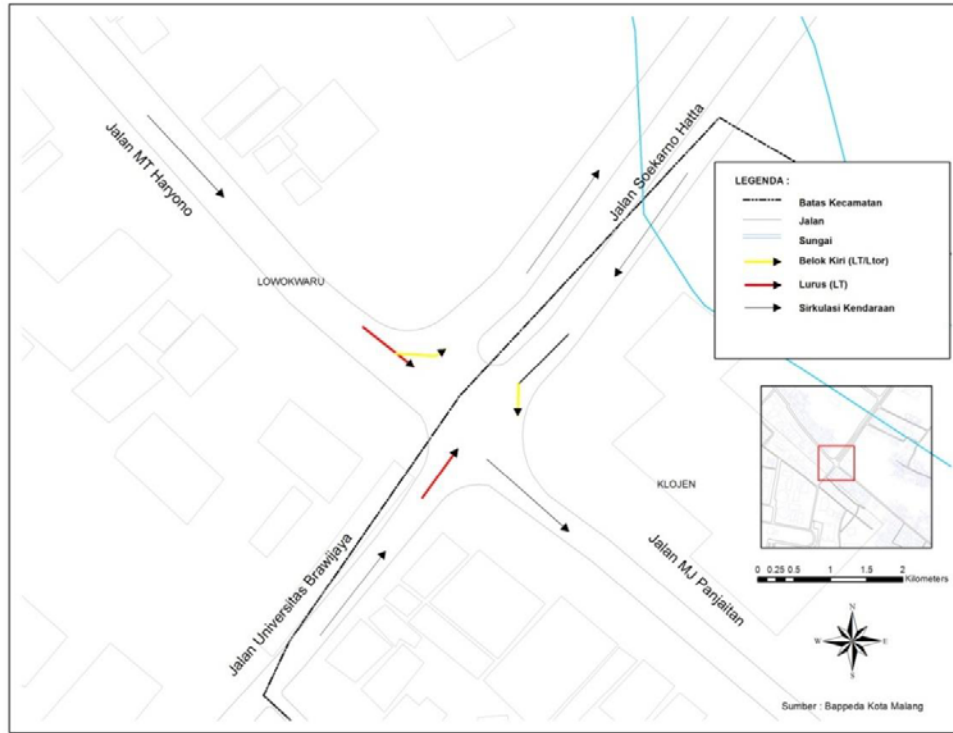 Jalan MT Haryono
Jalan Soekarno Hatta
LOWOKWARU
KLOJEN
Jalan Universitas Brawijaya
Jalan MJ Panjaitan
LEGENDA :
Batas Kecamatan
Jalan
Sungai
Belok Kiri (LT/Ltor)
Lurus (LT)
Sirkulasi Kendaraan
0 0.25 0.5 1 1.5 2
Kilometers
N
W E
S
Sumber : Bappeda Kota Malang